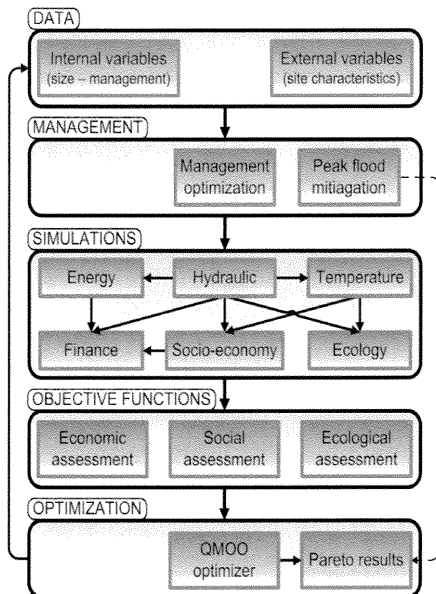 DATA
Internal variables
(size – management)
External variables
(site characteristics)
MANAGEMENT
Management
optimization
Peak flood
mitiagation
SIMULATIONS
Energy
Hydraulic
Temperature
Finance
Socio-economy
Ecology
OBJECTIVE FUNCTIONS
Economic
assessment
Social
assessment
Ecological
assessment
OPTIMIZATION
QMOO
optimizer
Pareto results